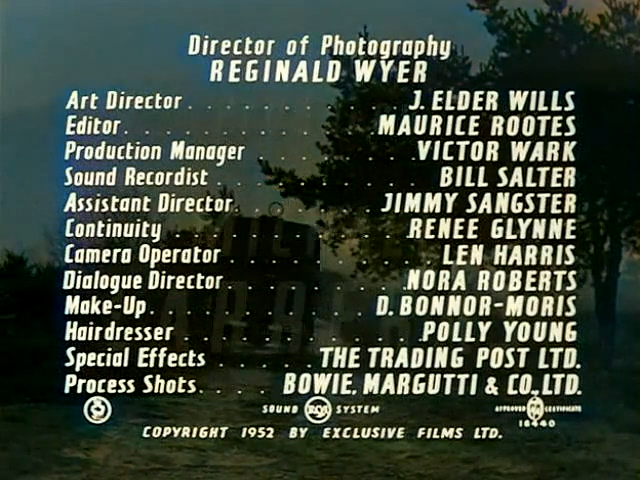 Director of Photography
REGINALD WYER
Art Director . . . . . . . . . . . J. ELDER WILLS
Editor . . . . . . . . . . . MAURICE ROOTES
Production Manager . . . . . . . VICTOR WARK
Sound Recordist . . . . . . . . . BILL SALTER
Assistant Director . . . . . . . JIMMY SANGSTER
Continuity . . . . . . . . . . RENEE GLYNNE
Camera Operator . . . . . . . . . LEN HARRIS
Dialogue Director . . . . . . . . NORA ROBERTS
Make-Up . . . . . . . . . . D. BONNOR-MORIS
Hairdresser . . . . . . . . . . POLLY YOUNG
Special Effects . . . . THE TRADING POST LTD.
Process Shots . . . . BOWIE, MARGUTTI & CO., LTD.
SOUND RCA SYSTEM
APPROVED CERTIFICATE
16440
COPYRIGHT 1952 BY EXCLUSIVE FILMS LTD.